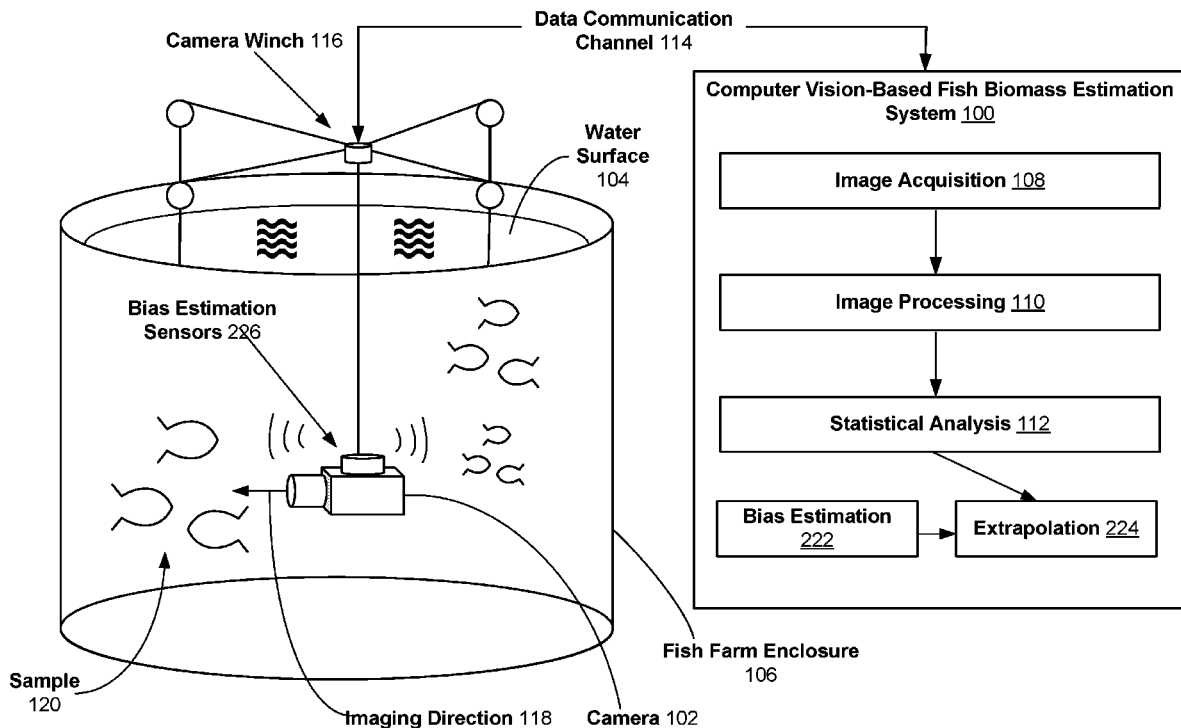 Data Communication
Channel 114
Camera Winch 116
Computer Vision-Based Fish Biomass Estimation
System 100
Water
Surface
104
Image Acquisition 108
Bias Estimation
Sensors 226
Image Processing 110
Statistical Analysis 112
Bias Estimation
222
Extrapolation 224
Fish Farm Enclosure
106
Sample
120
Imaging Direction 118
Camera 102